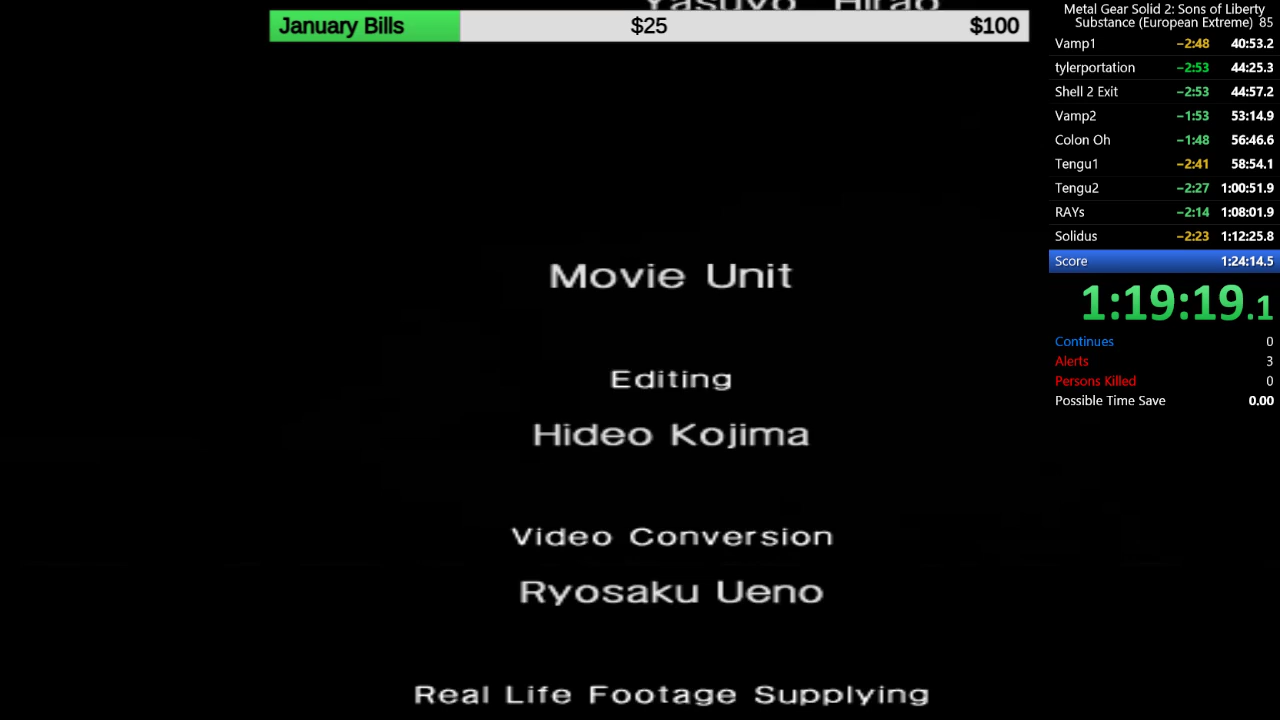 Yasuyo Hirao
January Bills $25 $100
Movie Unit
Editing
Hideo Kojima
Video Conversion
Ryosaku Ueno
Real Life Footage Supplying
Metal Gear Solid 2: Sons of Liberty
Substance (European Extreme) 85
Vamp1 −2:48 40:53.2
tylerportation −2:53 44:25.3
Shell 2 Exit −2:53 44:57.2
Vamp2 −1:53 53:14.9
Colon Oh −1:48 56:46.6
Tengu1 −2:41 58:54.1
Tengu2 −2:27 1:00:51.9
RAYs −2:14 1:08:01.9
Solidus −2:23 1:12:25.8
Score 1:24:14.5
1:19:19.1
Continues 0
Alerts 3
Persons Killed 0
Possible Time Save 0.00